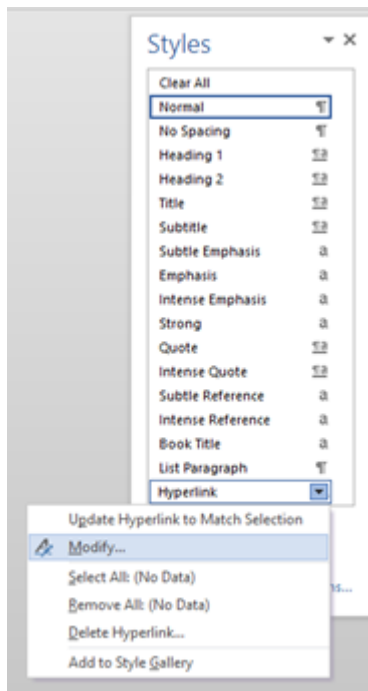 Styles
Clear All
Normal ¶
No Spacing ¶
Heading 1 ¶a
Heading 2 ¶a
Title ¶a
Subtitle ¶a
Subtle Emphasis a
Emphasis a
Intense Emphasis a
Strong a
Quote ¶a
Intense Quote ¶a
Subtle Reference a
Intense Reference a
Book Title a
List Paragraph ¶
Hyperlink
Update Hyperlink to Match Selection
Modify...
Select All: (No Data)
Remove All: (No Data)
Delete Hyperlink...
Add to Style Gallery